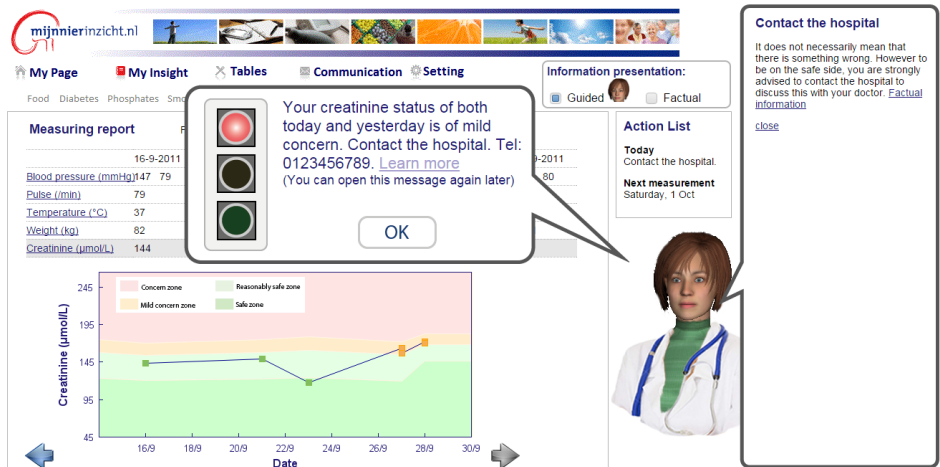 mijnnierinzicht.nl
My Page
My Insight
Tables
Communication
Setting
Information presentation:
Guided
Factual
Food Diabetes Phosphates
Measuring report
16-9-2011
Blood pressure (mmHg) 147 79
80
Pulse (/min) 79
Temperature (°C) 37
Weight (kg) 82
Creatinine (µmol/L) 144
Your creatinine status of both
today and yesterday is of mild
concern. Contact the hospital. Tel:
0123456789. Learn more
(You can open this message again later)
OK
Action List
Today
Contact the hospital.
Next measurement
Saturday, 1 Oct
Contact the hospital
It does not necessarily mean that
there is something wrong. However to
be on the safe side, you are strongly
advised to contact the hospital to
discuss this with your doctor. Factual
information
close
Concern zone
Reasonably safe zone
Mild concern zone
Safe zone
Creatinine (µmol/L)
245
195
145
95
45
16/9 18/9 20/9 22/9 24/9 26/9 28/9 30/9
Date